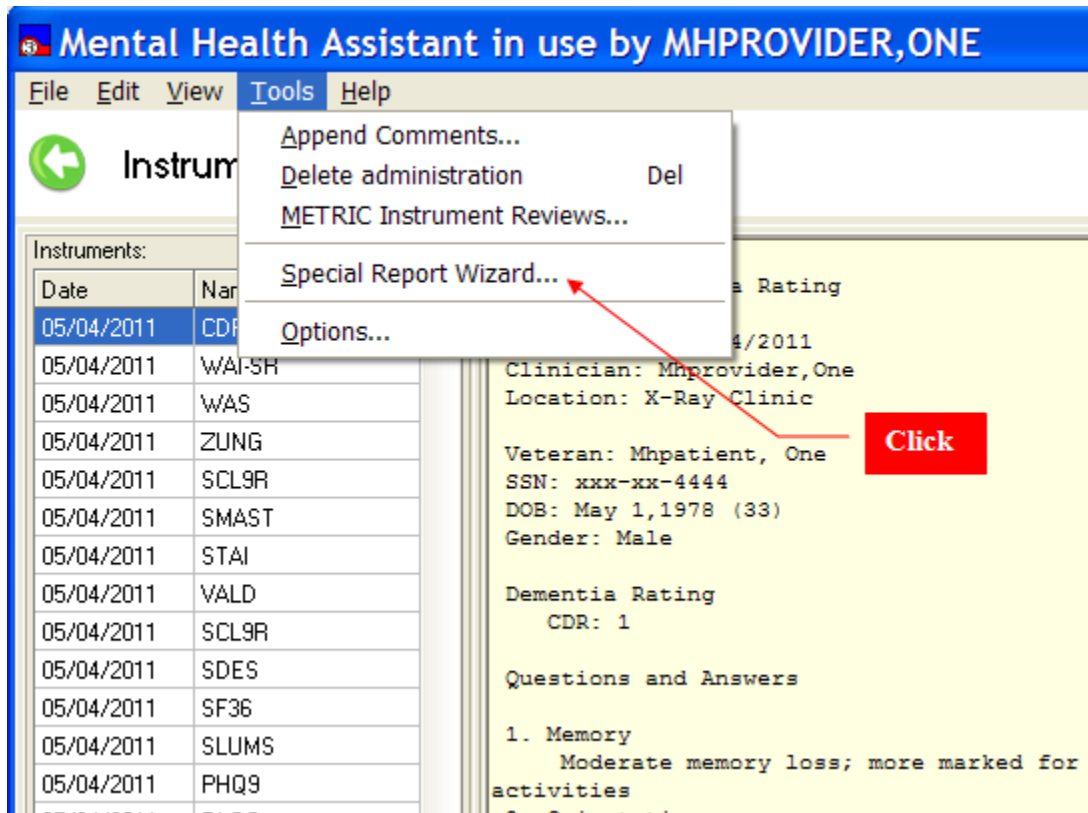 Mental Health Assistant in use by MHPROVIDER,ONE
File Edit View Tools Help
Instrum
Append Comments...
Delete administration Del
METRIC Instrument Reviews...
Special Report Wizard...
Options...
Instruments:
Date Nar
05/04/2011
05/04/2011 WAI-SR
05/04/2011 WAS
05/04/2011 ZUNG
05/04/2011 SCL9R
05/04/2011 SMAST
05/04/2011 STAI
05/04/2011 VALD
05/04/2011 SCL9R
05/04/2011 SDES
05/04/2011 SF36
05/04/2011 SLUMS
05/04/2011 PHQ9
a Rating
4/2011
Clinician: Mhprovider,One
Location: X-Ray Clinic
Click
Veteran: Mhpatient, One
SSN: xxx-xx-4444
DOB: May 1,1978 (33)
Gender: Male
Dementia Rating
CDR: 1
Questions and Answers
1. Memory
Moderate memory loss; more marked for
activities